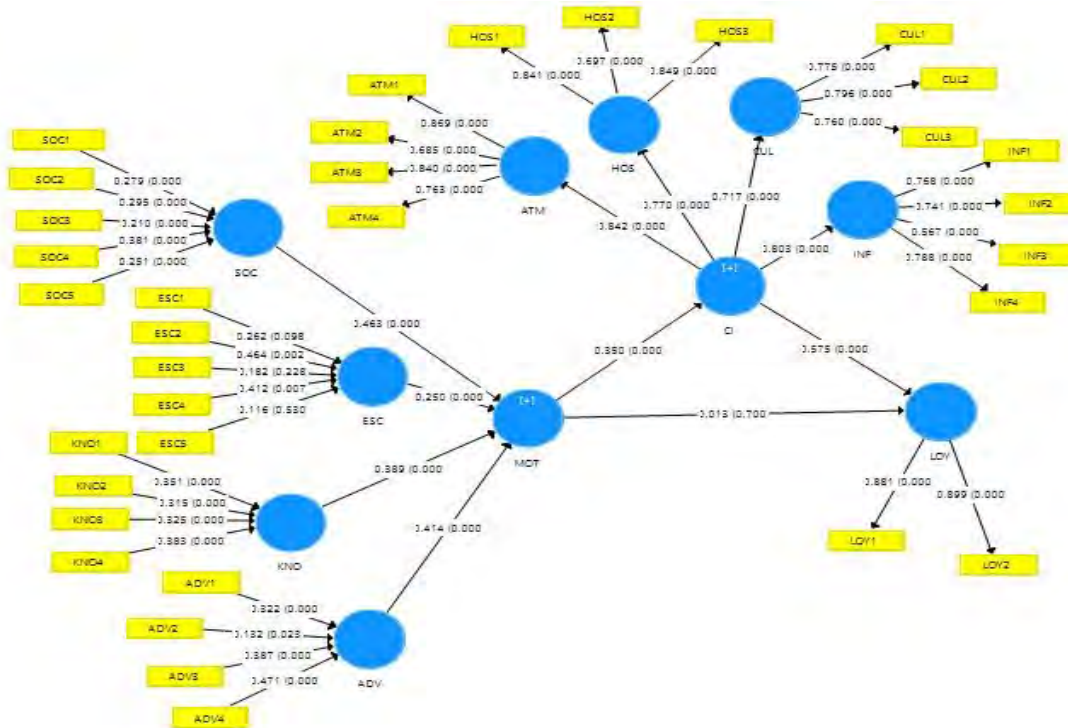 HOS1
HOS2
HOS3
0.841 (0.000
0.697 (0.000
0.849 (0.000
HOS
CUL1
CUL2
CUL3
0.775 (0.000
0.796 (0.000
0.760 (0.000
CUL
ATM1
ATM2
ATM3
ATM4
0.869 (0.000
0.685 (0.000
0.840 (0.000
0.763 (0.000
ATM
INF1
INF2
INF3
INF4
0.768 (0.000
0.741 (0.000
0.567 (0.000
0.788 (0.000
INF
0.842 (0.000
0.770 (0.000
0.717 (0.000
0.803 (0.000
[+]
CI
SOC1
SOC2
SOC3
SOC4
SOC5
0.279 (0.000
0.295 (0.000
0.210 (0.000
0.381 (0.000
0.251 (0.000
SOC
0.463 (0.000
ESC1
ESC2
ESC3
ESC4
ESC5
0.262 (0.098
0.464 (0.002
0.182 (0.228
0.412 (0.007
0.116 (0.530
ESC
0.250 (0.000
[+]
MOT
0.575 (0.000
0.013 (0.700
LOY
0.881 (0.000
0.899 (0.000
LOY1
LOY2
KNO1
KNO2
KNO3
KNO4
0.351 (0.000
0.315 (0.000
0.325 (0.000
0.383 (0.000
KNO
0.389 (0.000
0.414 (0.000
ADV1
ADV2
ADV3
ADV4
0.322 (0.000
0.132 (0.023
0.387 (0.000
0.471 (0.000
ADV